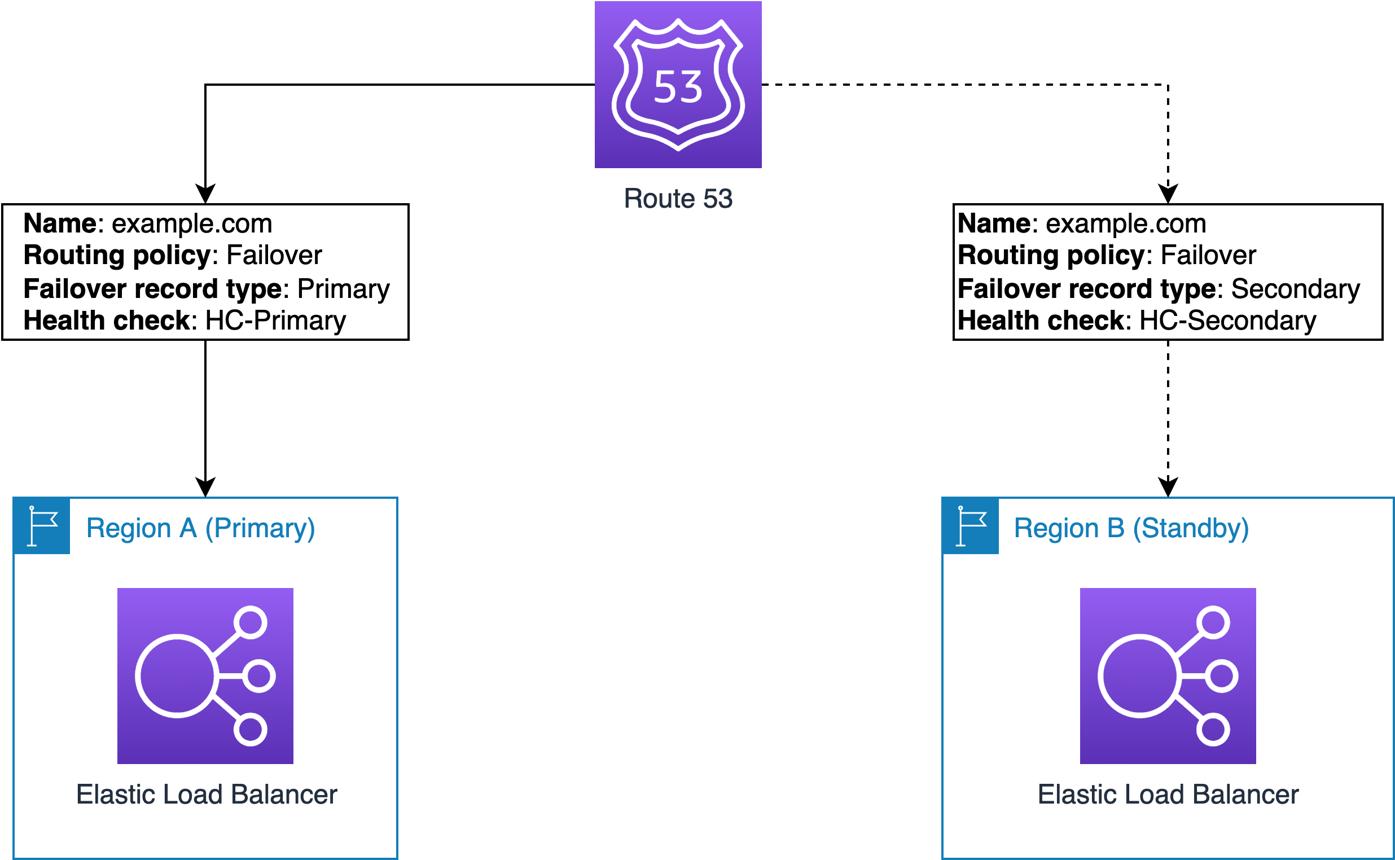 53
Route 53
Name: example.com
Routing policy: Failover
Failover record type: Primary
Health check: HC-Primary
Name: example.com
Routing policy: Failover
Failover record type: Secondary
Health check: HC-Secondary
Region A (Primary)
Elastic Load Balancer
Region B (Standby)
Elastic Load Balancer